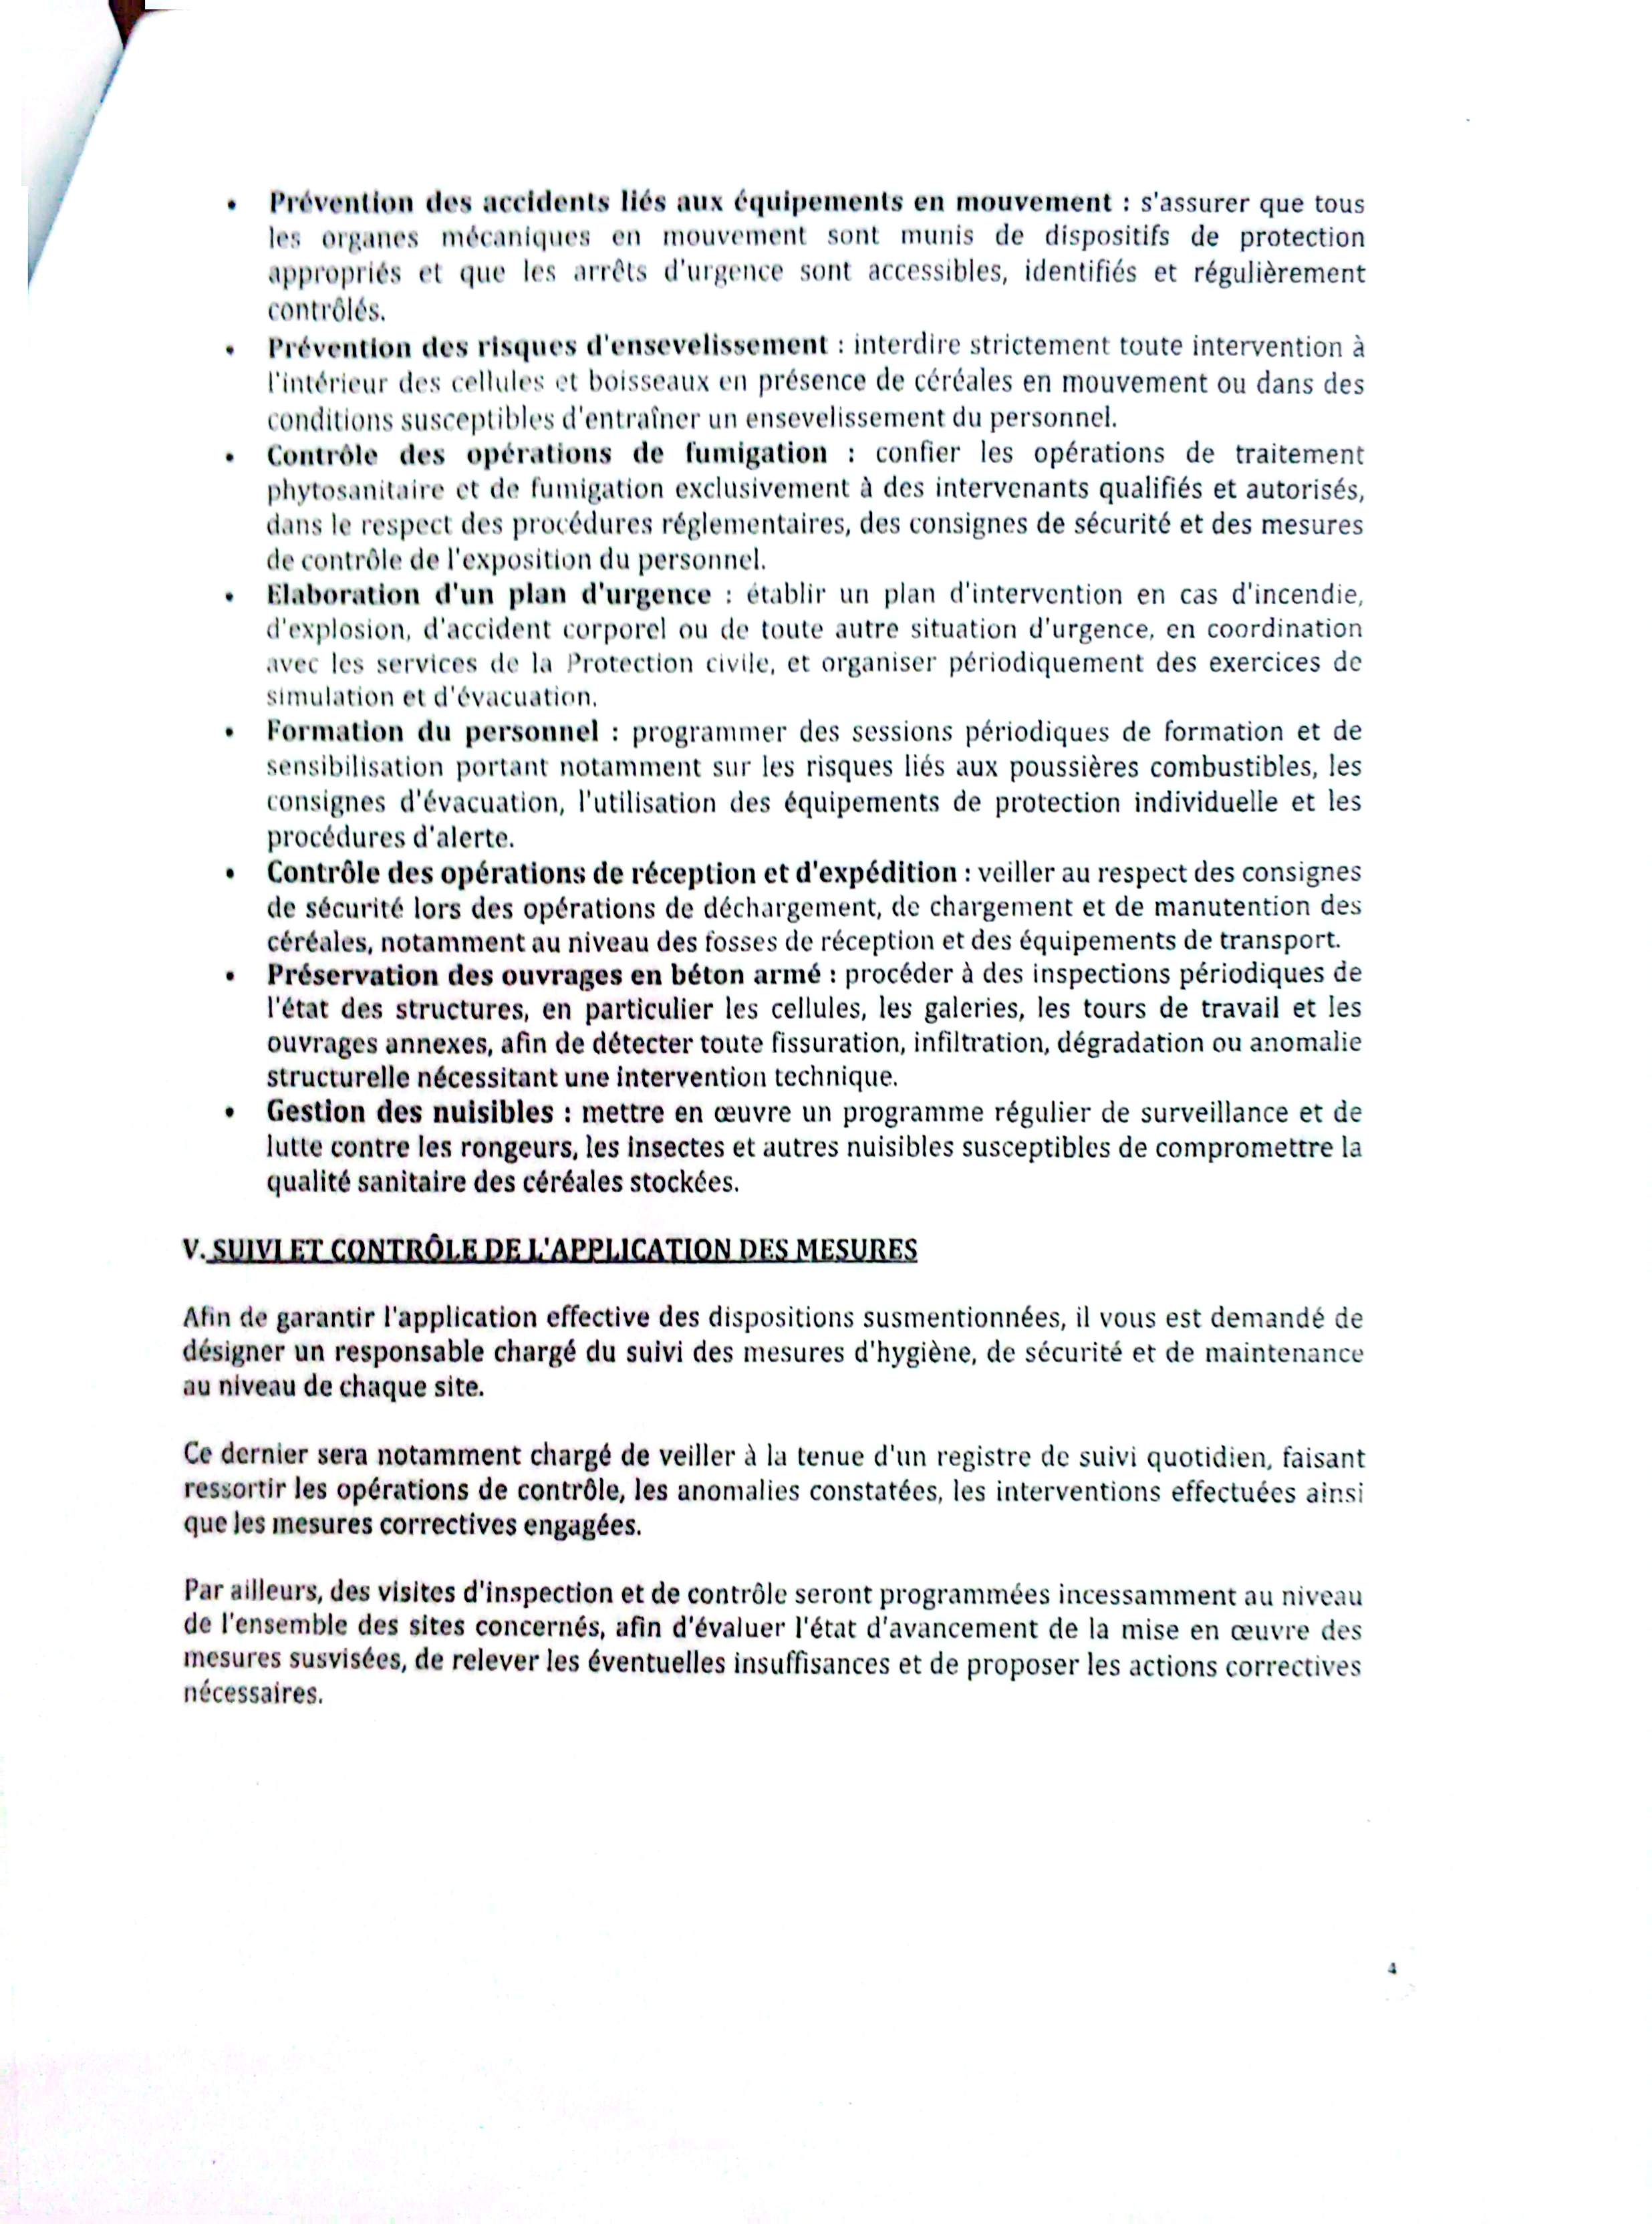 • Prévention des accidents liés aux équipements en mouvement : s'assurer que tous
les organes mécaniques en mouvement sont munis de dispositifs de protection
appropriés et que les arrêts d'urgence sont accessibles, identifiés et régulièrement
contrôlés.
• Prévention des risques d'ensevelissement : interdire strictement toute intervention à
l'intérieur des cellules et boisseaux en présence de céréales en mouvement ou dans des
conditions susceptibles d'entraîner un ensevelissement du personnel.
• Contrôle des opérations de fumigation : confier les opérations de traitement
phytosanitaire et de fumigation exclusivement à des intervenants qualifiés et autorisés,
dans le respect des procédures réglementaires, des consignes de sécurité et des mesures
de contrôle de l'exposition du personnel.
• Elaboration d'un plan d'urgence : établir un plan d'intervention en cas d'incendie,
d'explosion, d'accident corporel ou de toute autre situation d'urgence, en coordination
avec les services de la Protection civile, et organiser périodiquement des exercices de
simulation et d'évacuation.
• Formation du personnel : programmer des sessions périodiques de formation et de
sensibilisation portant notamment sur les risques liés aux poussières combustibles, les
consignes d'évacuation, l'utilisation des équipements de protection individuelle et les
procédures d'alerte.
• Contrôle des opérations de réception et d'expédition : veiller au respect des consignes
de sécurité lors des opérations de déchargement, de chargement et de manutention des
céréales, notamment au niveau des fosses de réception et des équipements de transport.
• Préservation des ouvrages en béton armé : procéder à des inspections périodiques de
l'état des structures, en particulier les cellules, les galeries, les tours de travail et les
ouvrages annexes, afin de détecter toute fissuration, infiltration, dégradation ou anomalie
structurelle nécessitant une intervention technique.
• Gestion des nuisibles : mettre en œuvre un programme régulier de surveillance et de
lutte contre les rongeurs, les insectes et autres nuisibles susceptibles de compromettre la
qualité sanitaire des céréales stockées.
V. SUIVI ET CONTRÔLE DE L'APPLICATION DES MESURES
Afin de garantir l'application effective des dispositions susmentionnées, il vous est demandé de
désigner un responsable chargé du suivi des mesures d'hygiène, de sécurité et de maintenance
au niveau de chaque site.
Ce dernier sera notamment chargé de veiller à la tenue d'un registre de suivi quotidien, faisant
ressortir les opérations de contrôle, les anomalies constatées, les interventions effectuées ainsi
que les mesures correctives engagées.
Par ailleurs, des visites d'inspection et de contrôle seront programmées incessamment au niveau
de l'ensemble des sites concernés, afin d'évaluer l'état d'avancement de la mise en œuvre des
mesures susvisées, de relever les éventuelles insuffisances et de proposer les actions correctives
nécessaires.
4